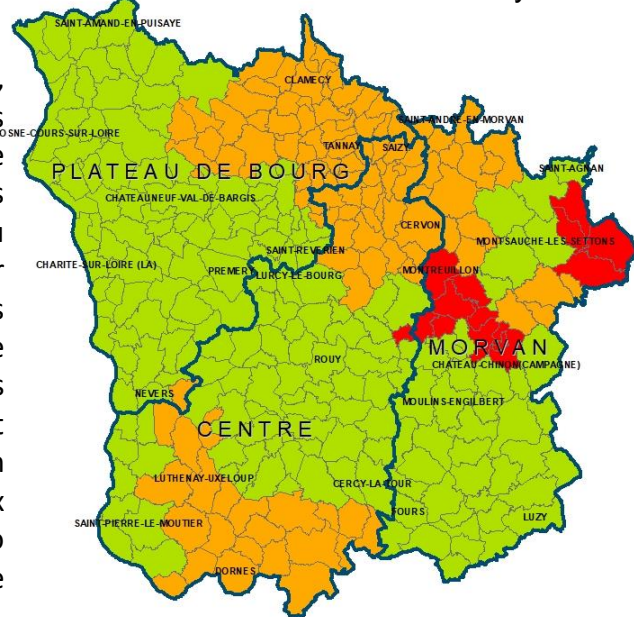 SAINT-AMAND-EN-PUISAYE
CLAMECY
SAINT-ANDRE-EN-MORVAN
OSNE-COURS-SUR-LOIRE
TANNAY
SAIZY
SAINT-AGNAN
PLATEAU DE BOURG
CHATEAUNEUF-VAL-DE-BARGIS
CERVON
MONTSAUCHE-LES-SETTONS
SAINT-REVERIEN
CHARITE-SUR-LOIRE (LA)
PREMERY
LURCY-LE-BOURG
MONTREUILLON
MORVAN
ROUY
CHATEAU-CHINON(CAMPAGNE)
NEVERS
MOULINS-ENGILBERT
CENTRE
LUTHENAY-UXELOUP
CERCY-LA-TOUR
FOURS
LUZY
SAINT-PIERRE-LE-MOUTIER
DORNES